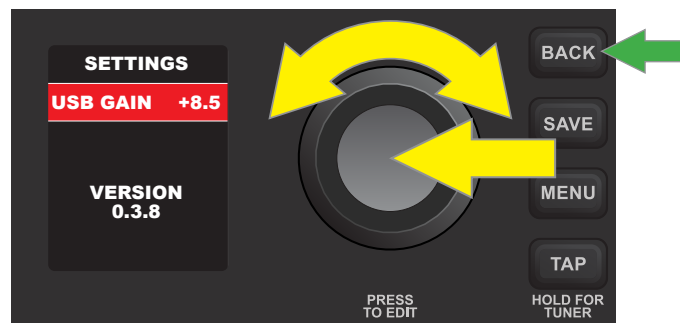 SETTINGS
USB GAIN +8.5
VERSION
0.3.8
BACK
SAVE
MENU
TAP
PRESS
TO EDIT
HOLD FOR
TUNER